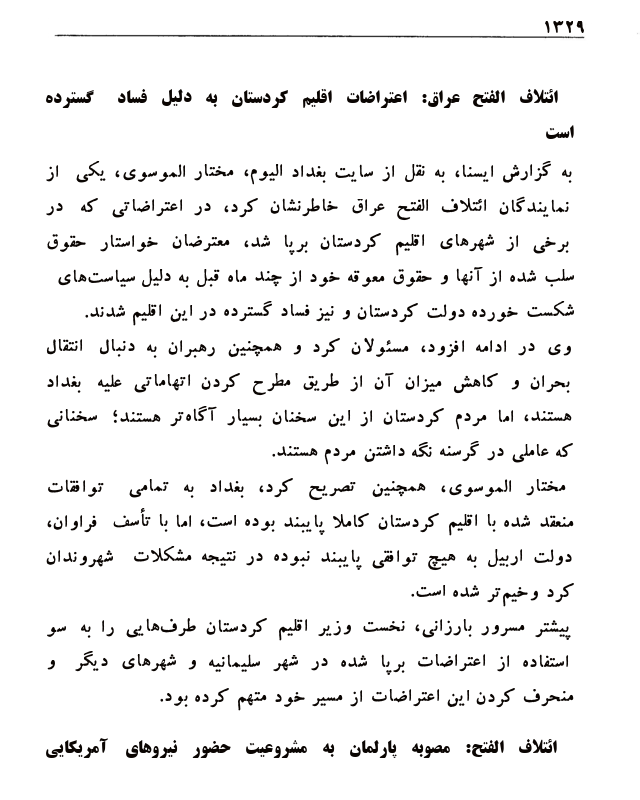 ۱۳۲۹
ائتلاف الفتح عراق: اعتراضات اقلیم کردستان به دلیل فساد گسترده
است
به گزارش ایسنا، به نقل از سایت بغداد الیوم، مختار الموسوی، یکی از
نمایندگان ائتلاف الفتح عراق خاطرنشان کرد، در اعتراضاتی که در
برخی از شهرهای اقلیم کردستان برپا شد، معترضان خواستار حقوق
سلب شده از آنها و حقوق معوقه خود از چند ماه قبل به دلیل سیاست‌های
شکست خورده دولت کردستان و نیز فساد گسترده در این اقلیم شدند.
وی در ادامه افزود، مسئولان کرد و همچنین رهبران به دنبال انتقال
بحران و کاهش میزان آن از طریق مطرح کردن اتهاماتی علیه بغداد
هستند، اما مردم کردستان از این سخنان بسیار آگاه‌تر هستند؛ سخنانی
که عاملی در گرسنه نگه داشتن مردم هستند.
مختار الموسوی، همچنین تصریح کرد، بغداد به تمامی توافقات
منعقد شده با اقلیم کردستان کاملا پایبند بوده است، اما با تأسف فراوان،
دولت اربیل به هیچ توافقی پایبند نبوده در نتیجه مشکلات شهروندان
کرد وخیم‌تر شده است.
پیشتر مسرور بارزانی، نخست وزیر اقلیم کردستان طرف‌هایی را به سو
استفاده از اعتراضات برپا شده در شهر سلیمانیه و شهرهای دیگر و
منحرف کردن این اعتراضات از مسیر خود متهم کرده بود.
ائتلاف الفتح: مصوبه پارلمان به مشروعیت حضور نیروهای آمریکایی